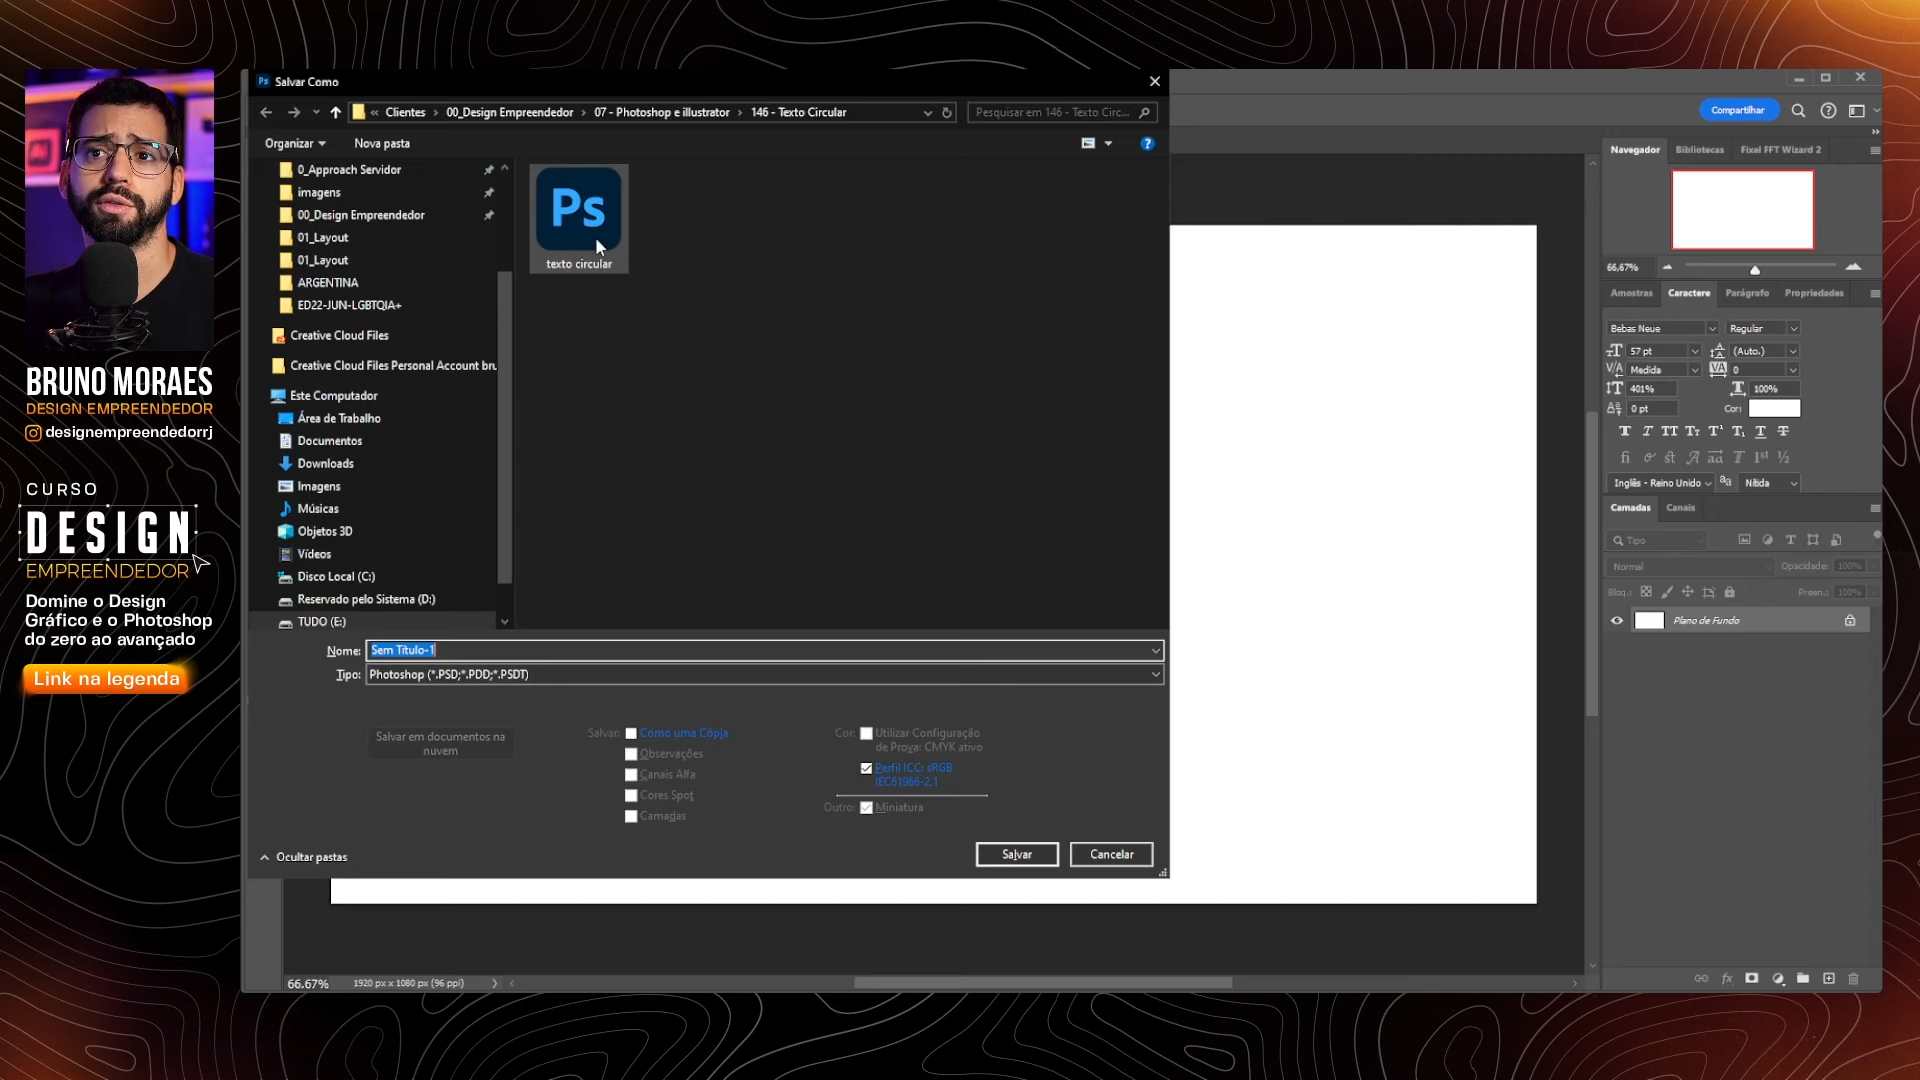 BRUNO MORAES
DESIGN EMPREENDEDOR
designempreendedorrj
CURSO
DESIGN
EMPREENDEDOR
Domine o Design
Gráfico e o Photoshop
do zero ao avançado
Link na legenda
Ps Salvar Como
« Clientes › 00_Design Empreendedor › 07 - Photoshop e illustrator › 146 - Texto Circular
Pesquisar em 146 - Texto Circ...
Organizar
Nova pasta
0_Approach Servidor
imagens
00_Design Empreendedor
01_Layout
01_Layout
ARGENTINA
ED22-JUN-LGBTQIA+
Creative Cloud Files
Creative Cloud Files Personal Account bru
Este Computador
Área de Trabalho
Documentos
Downloads
Imagens
Músicas
Objetos 3D
Vídeos
Disco Local (C:)
Reservado pelo Sistema (D:)
TUDO (E:)
Ps
texto circular
Nome: Sem Título-1
Tipo: Photoshop (*.PSD;*.PDD;*.PSDT)
Salvar em documentos na
nuvem
Salvar: Como uma Cópia
Observações
Canais Alfa
Cores Spot
Camadas
Cor: Utilizar Configuração
de Prova: CMYK ativo
Perfil ICC: sRGB
IEC61966-2.1
Outro: Miniatura
Ocultar pastas
Salvar
Cancelar
66.67%
1920 px x 1080 px (96 ppi)
Compartilhar
Navegador Bibliotecas Fixel FFT Wizard 2
66,67%
Amostras Caractere Parágrafo Propriedades
Bebas Neue Regular
57 pt (Auto.)
Medida 0
401% 100%
0 pt Cor:
Inglês - Reino Unido aa Nítida
Camadas Canais
Tipo
Normal Opacidade: 100%
Bloq.: Preen.: 100%
Plano de Fundo